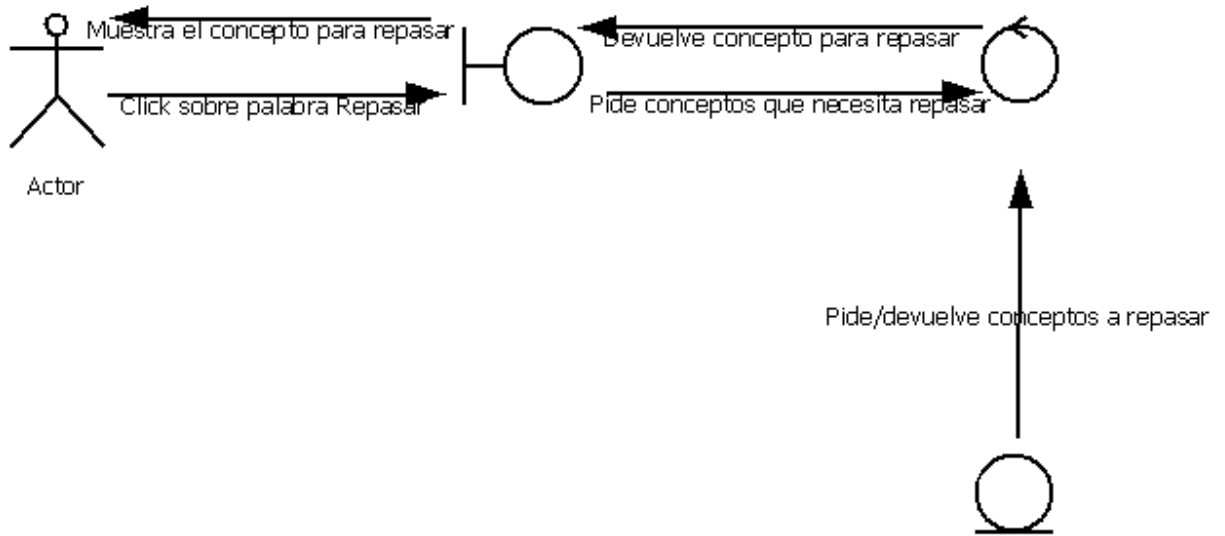 Muestra el concepto para repasar
Devuelve concepto para repasar
Click sobre palabra Repasar
Pide conceptos que necesita repasar
Actor
Pide/devuelve conceptos a repasar